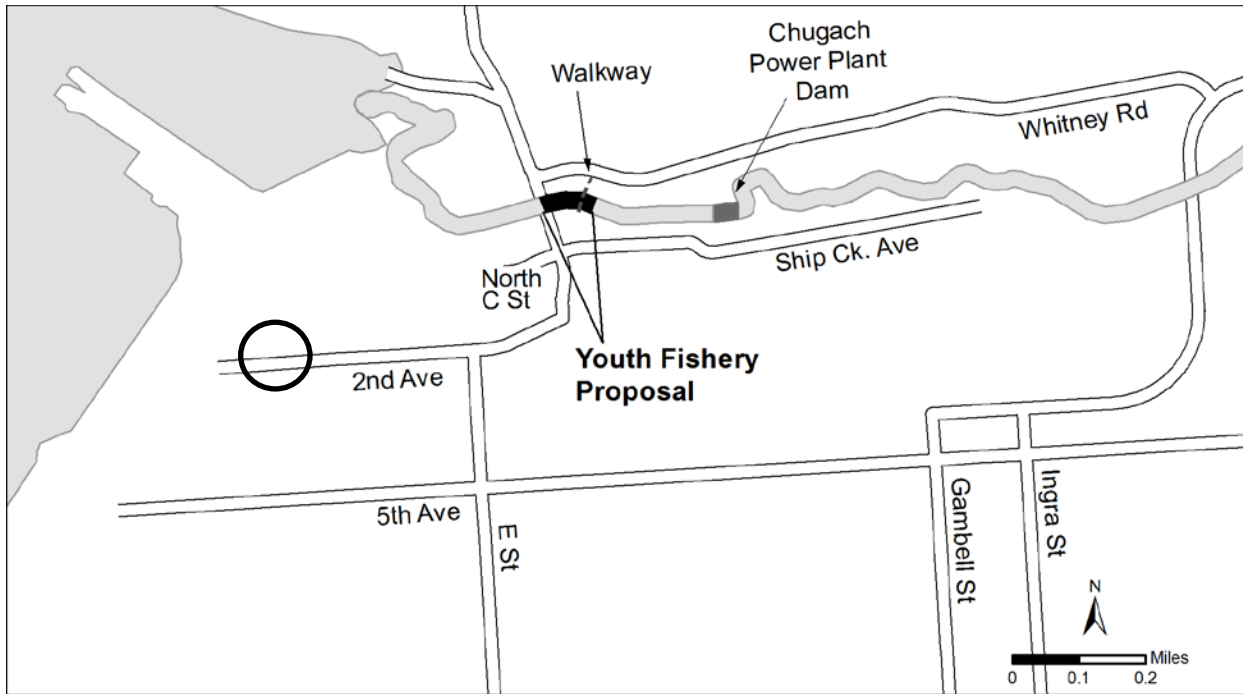 Walkway
Chugach
Power Plant
Dam
Whitney Rd
Ship Ck. Ave
North
C St
Youth Fishery
Proposal
2nd Ave
5th Ave
E St
Gambell St
Ingra St
N
Miles
0 0.1 0.2